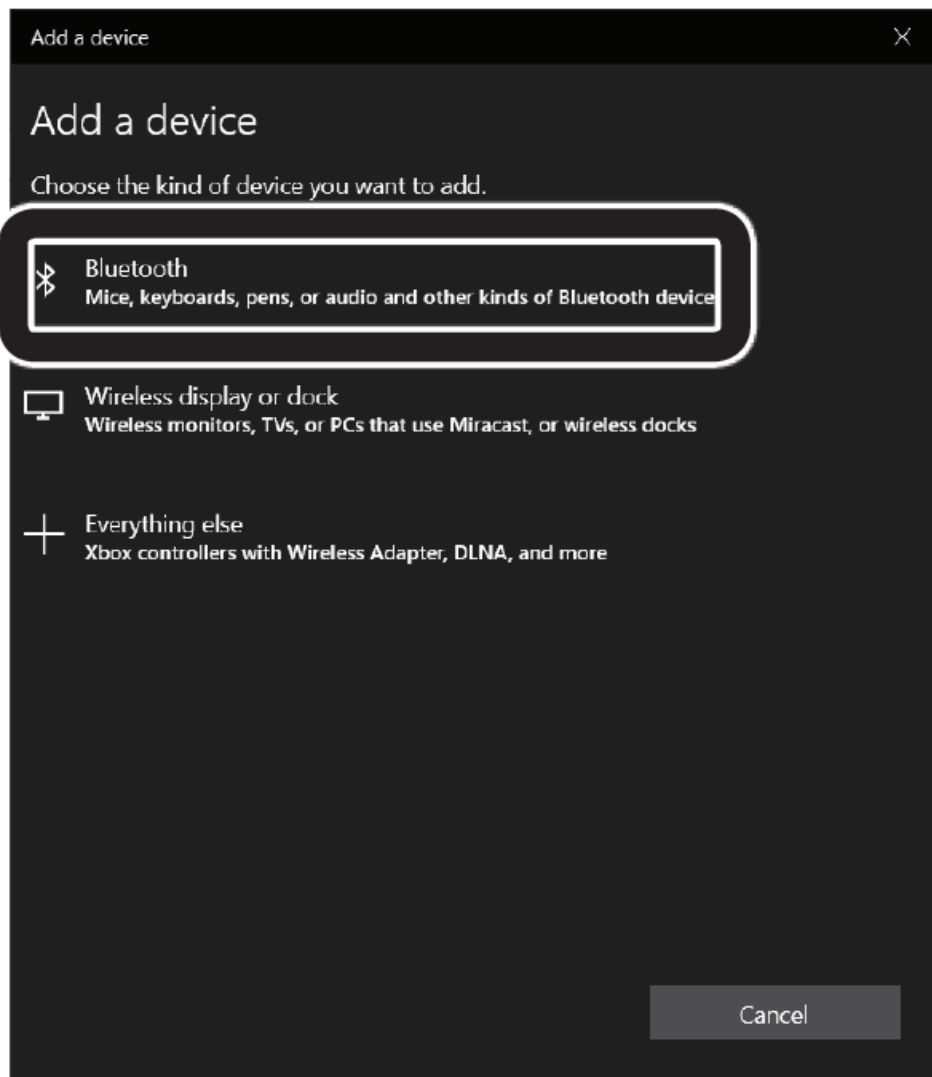 Add a device
Add a device
Choose the kind of device you want to add.
Bluetooth
Mice, keyboards, pens, or audio and other kinds of Bluetooth device
Wireless display or dock
Wireless monitors, TVs, or PCs that use Miracast, or wireless docks
Everything else
Xbox controllers with Wireless Adapter, DLNA, and more
Cancel